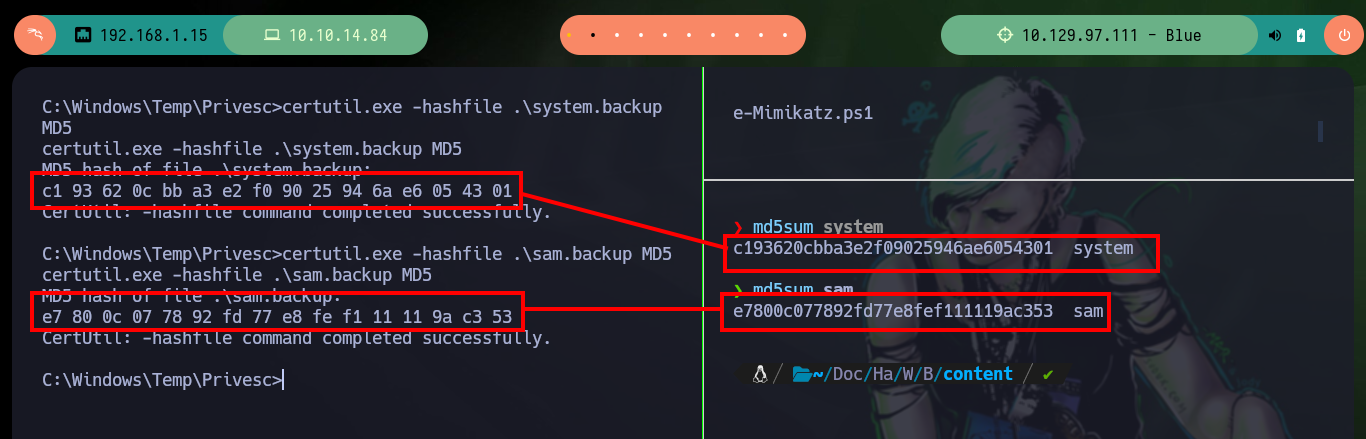 192.168.1.15
10.10.14.84
10.129.97.111 - Blue
C:\Windows\Temp\Privesc>certutil.exe -hashfile .\system.backup
MD5
certutil.exe -hashfile .\system.backup MD5
MD5 hash of file .\system.backup:
c1 93 62 0c bb a3 e2 f0 90 25 94 6a e6 05 43 01
CertUtil: -hashfile command completed successfully.
C:\Windows\Temp\Privesc>certutil.exe -hashfile .\sam.backup MD5
certutil.exe -hashfile .\sam.backup MD5
MD5 hash of file .\sam.backup:
e7 80 0c 07 78 92 fd 77 e8 fe f1 11 11 9a c3 53
CertUtil: -hashfile command completed successfully.
C:\Windows\Temp\Privesc>
e-Mimikatz.ps1
❯ md5sum system
c193620cbba3e2f09025946ae6054301  system
❯ md5sum sam
e7800c077892fd77e8fef111119ac353  sam
/ ~/Doc/Ha/W/B/content / ✔